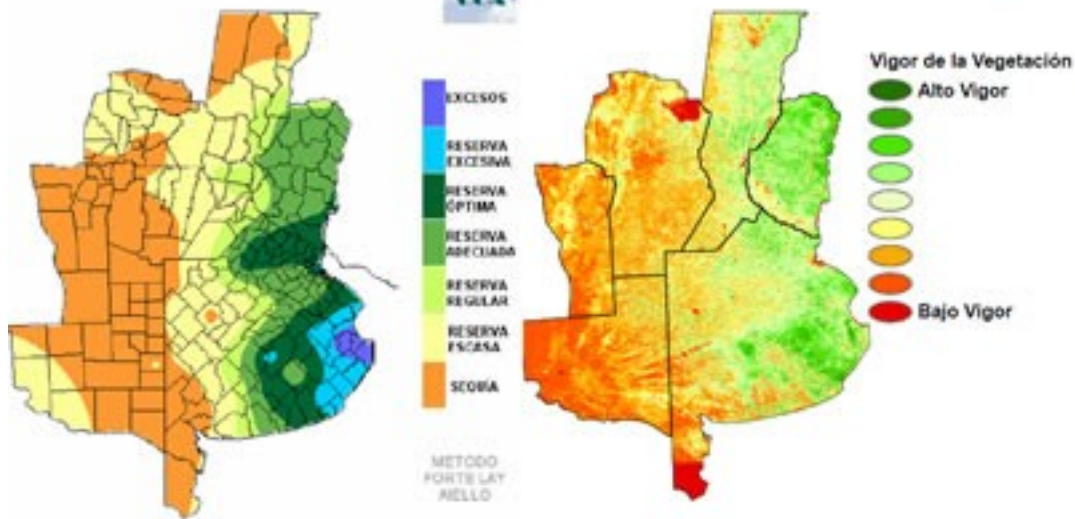 EXCESOS
RESERVA
EXCESIVA
RESERVA
ÓPTIMA
RESERVA
ADECUADA
RESERVA
REGULAR
RESERVA
ESCASA
SEQUÍA
METODO
FORTE LAY
AIELLO
Vigor de la Vegetación
Alto Vigor
Bajo Vigor